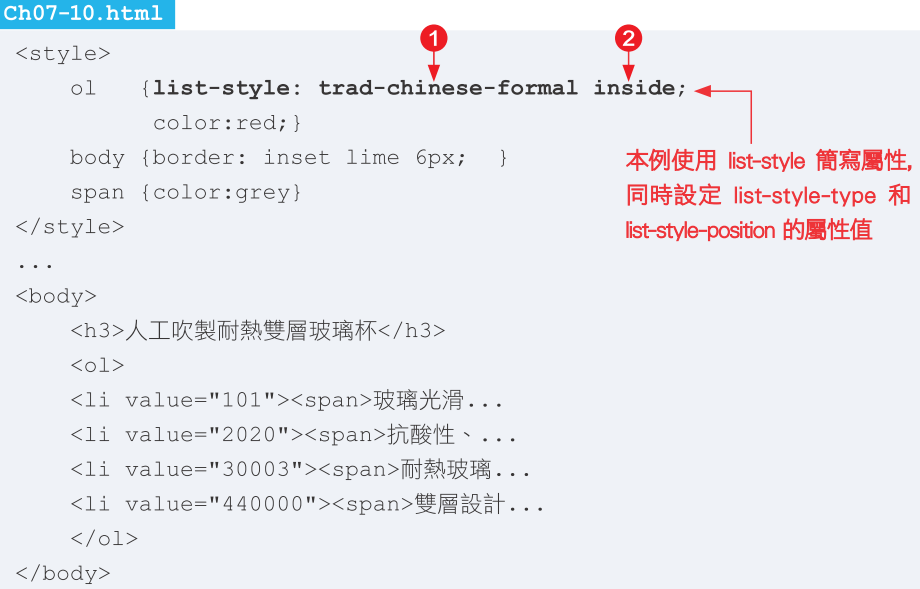 Ch07-10.html
1 2
<style>
ol {list-style: trad-chinese-formal inside;
color:red;}
body {border: inset lime 6px; }
span {color:grey}
</style>
...
本例使用 list-style 簡寫屬性,
同時設定 list-style-type 和
list-style-position 的屬性值
<body>
<h3>人工吹製耐熱雙層玻璃杯</h3>
<ol>
<li value="101"><span>玻璃光滑...
<li value="2020"><span>抗酸性、...
<li value="30003"><span>耐熱玻璃...
<li value="440000"><span>雙層設計...
</ol>
</body>